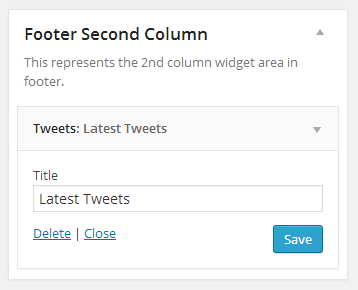 Footer Second Column
This represents the 2nd column widget area in
footer.
Tweets: Latest Tweets
Title
Latest Tweets
Delete | Close
Save